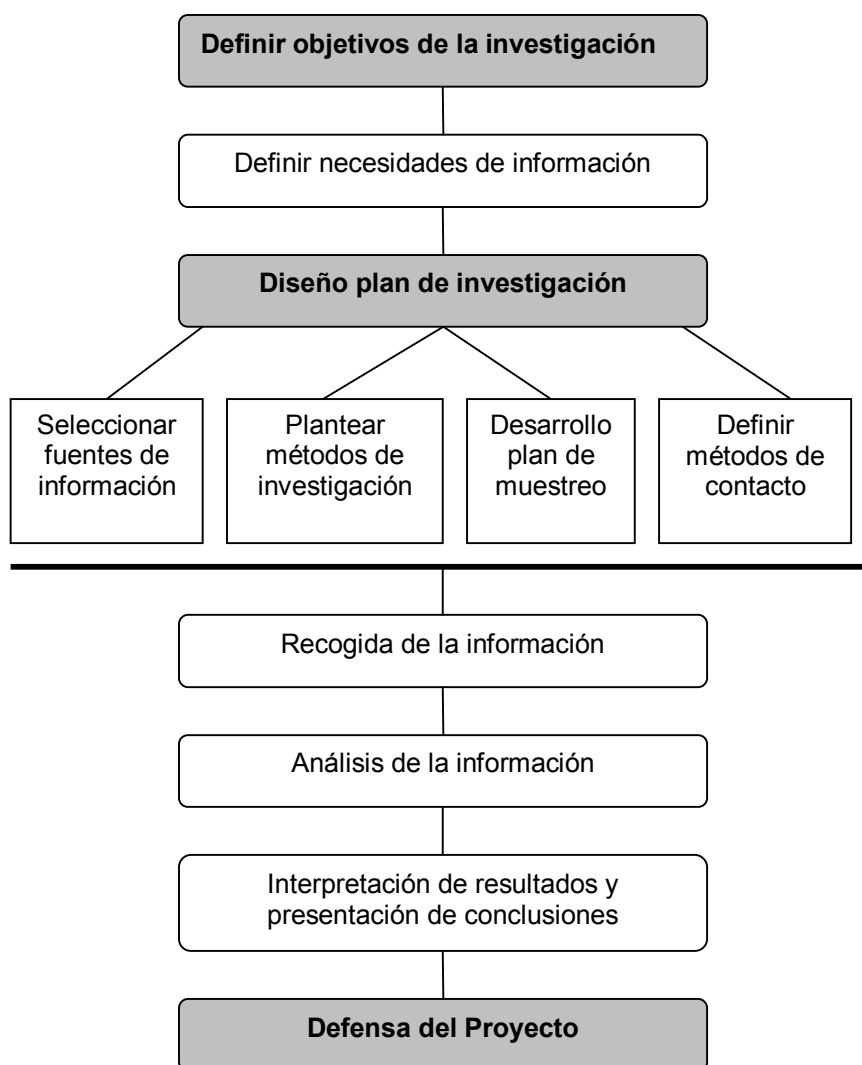 Definir objetivos de la investigación
Definir necesidades de información
Diseño plan de investigación
Seleccionar
fuentes de
información
Plantear
métodos de
investigación
Desarrollo
plan de
muestreo
Definir
métodos de
contacto
Recogida de la información
Análisis de la información
Interpretación de resultados y
presentación de conclusiones
Defensa del Proyecto